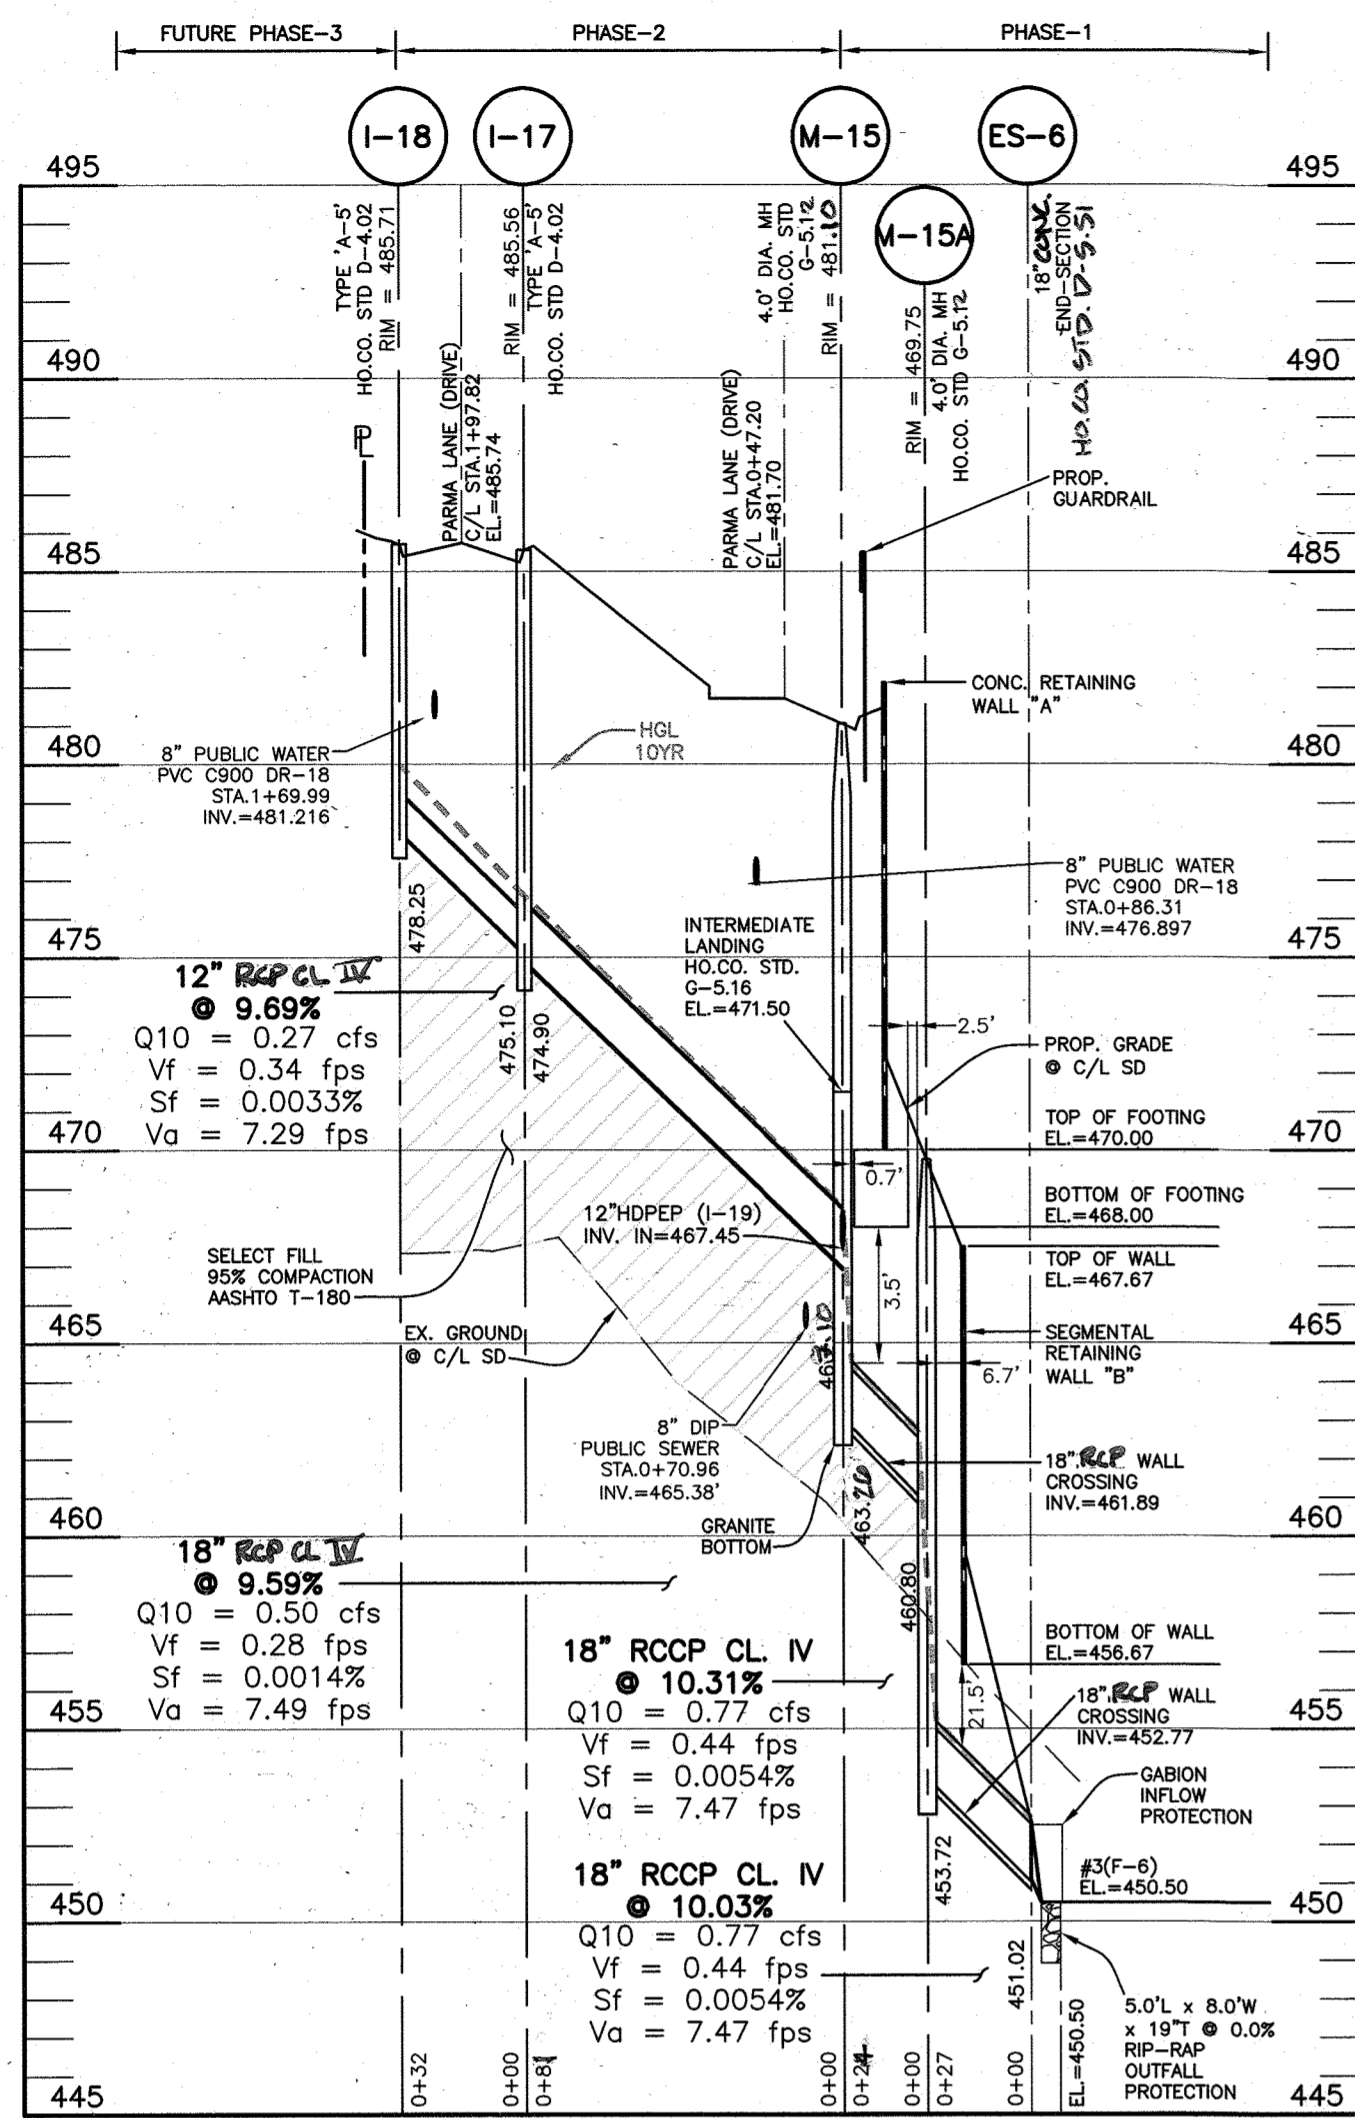 FUTURE PHASE-3
PHASE-2
PHASE-1
I-18
I-17
M-15
ES-6
M-15A
495
495
TYPE 'A-5'
HO.CO. STD D-4.02
RIM = 485.71
PARMA LANE (DRIVE)
C/L STA.1+97.82
EL.=485.74
RIM = 485.56
TYPE 'A-5'
HO.CO. STD D-4.02
PARMA LANE (DRIVE)
C/L STA.0+47.20
EL.=481.70
4.0' DIA. MH
HO.CO. STD
G-5.12
RIM = 481.10
RIM = 469.75
4.0' DIA. MH
HO.CO. STD G-5.12
18" CONC.
END-SECTION
HO.CO. STD. D-5.51
490
490
PROP.
GUARDRAIL
485
485
CONC. RETAINING
WALL "A"
HGL
10YR
480
480
8" PUBLIC WATER
PVC C900 DR-18
STA.1+69.99
INV.=481.216
8" PUBLIC WATER
PVC C900 DR-18
STA.0+86.31
INV.=476.897
478.25
INTERMEDIATE
LANDING
HO.CO. STD.
G-5.16
EL.=471.50
475
475
12" RCP CL IV
@ 9.69%
Q10 = 0.27 cfs
Vf = 0.34 fps
Sf = 0.0033%
Va = 7.29 fps
475.10
474.90
2.5'
PROP. GRADE
@ C/L SD
TOP OF FOOTING
EL.=470.00
470
470
0.7'
BOTTOM OF FOOTING
EL.=468.00
12"HDPEP (I-19)
INV. IN=467.45
TOP OF WALL
EL.=467.67
SELECT FILL
95% COMPACTION
AASHTO T-180
3.5'
465
465
EX. GROUND
@ C/L SD
467.10
SEGMENTAL
RETAINING
WALL "B"
6.7'
8" DIP
PUBLIC SEWER
STA.0+70.96
INV.=465.38'
18" RCP WALL
CROSSING
INV.=461.89
463.26
GRANITE
BOTTOM
460
460
460.80
18" RCP CL IV
@ 9.59%
Q10 = 0.50 cfs
Vf = 0.28 fps
Sf = 0.0014%
Va = 7.49 fps
18" RCCP CL. IV
@ 10.31%
Q10 = 0.77 cfs
Vf = 0.44 fps
Sf = 0.0054%
Va = 7.47 fps
BOTTOM OF WALL
EL.=456.67
21.5'
455
455
18" RCP WALL
CROSSING
INV.=452.77
GABION
INFLOW
PROTECTION
453.72
#3(F-6)
EL.=450.50
450
450
18" RCCP CL. IV
@ 10.03%
Q10 = 0.77 cfs
Vf = 0.44 fps
Sf = 0.0054%
Va = 7.47 fps
451.02
5.0'L x 8.0'W
x 19"T @ 0.0%
RIP-RAP
OUTFALL
PROTECTION
EL.=450.50
0+32
0+00
0+81
0+00
0+24
0+00
0+27
0+00
445
445